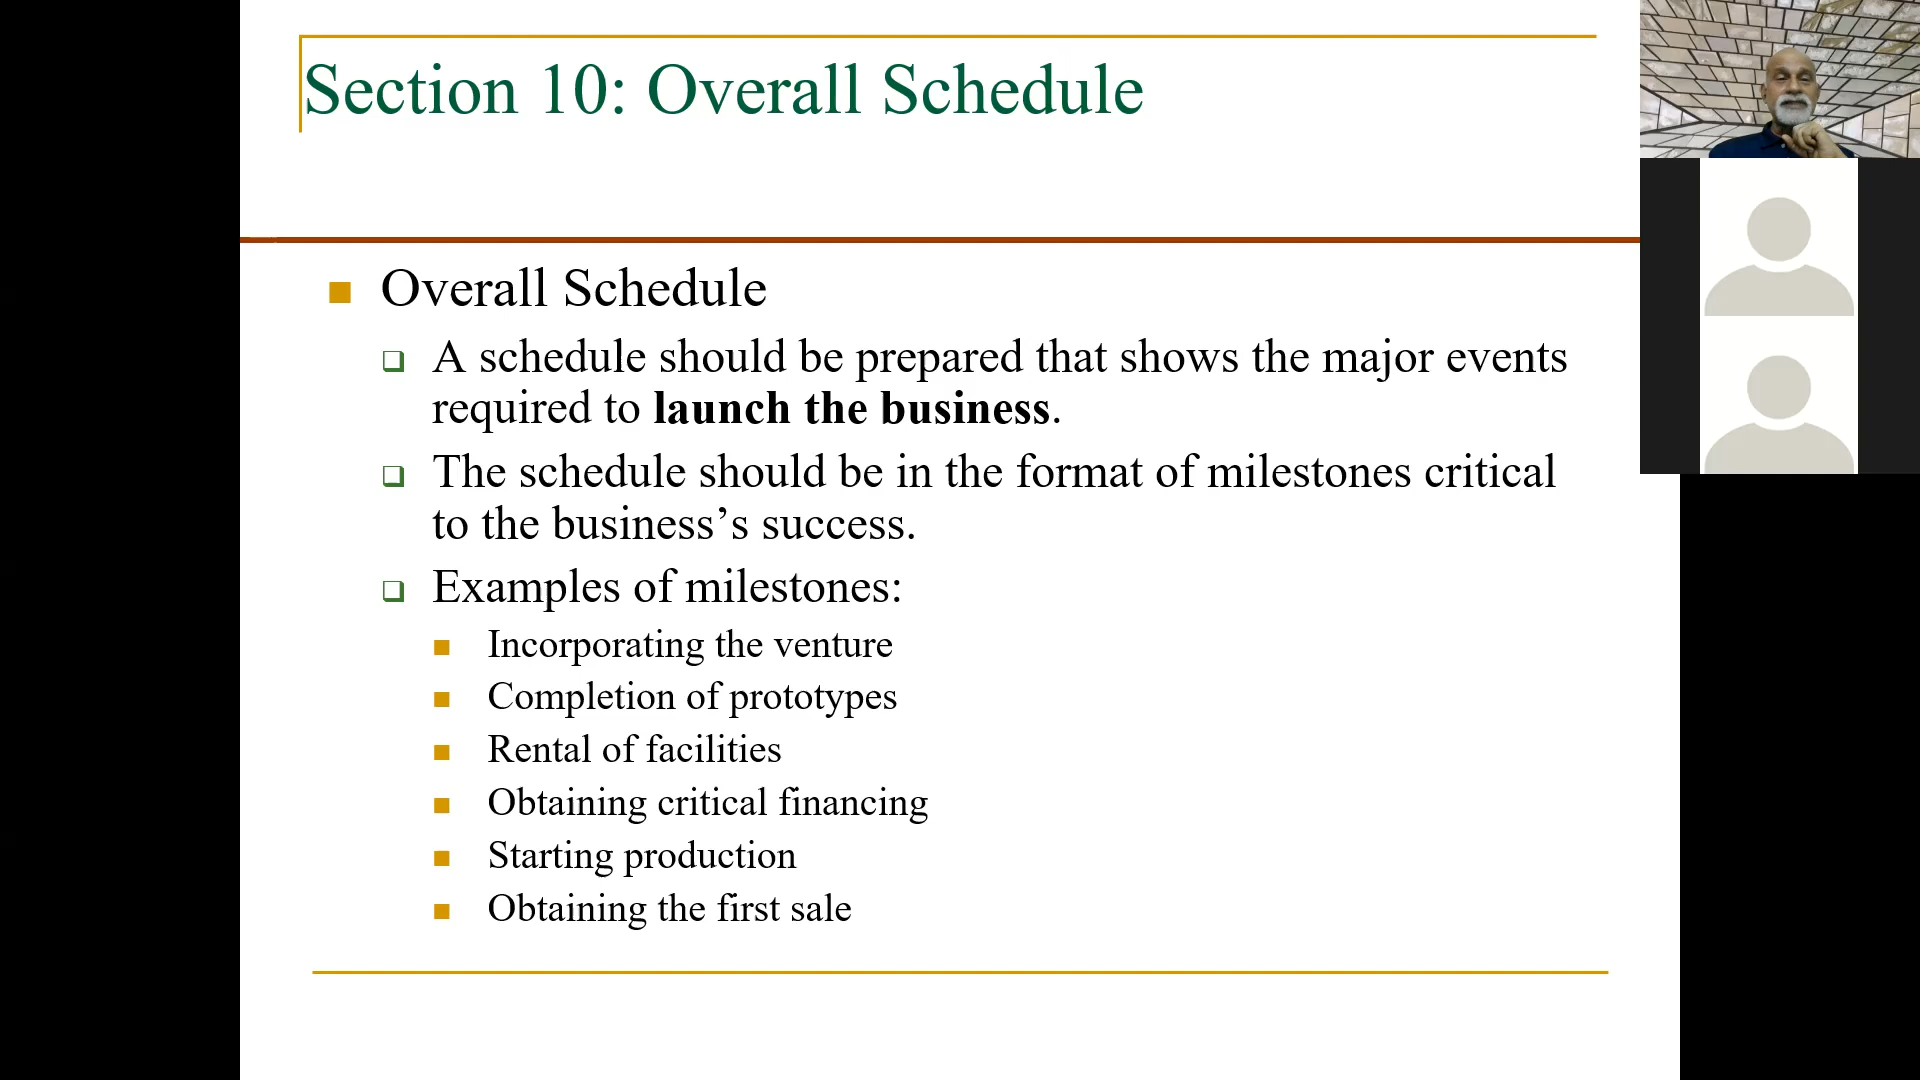 Section 10: Overall Schedule
Overall Schedule
A schedule should be prepared that shows the major events
required to launch the business.
The schedule should be in the format of milestones critical
to the business’s success.
Examples of milestones:
Incorporating the venture
Completion of prototypes
Rental of facilities
Obtaining critical financing
Starting production
Obtaining the first sale